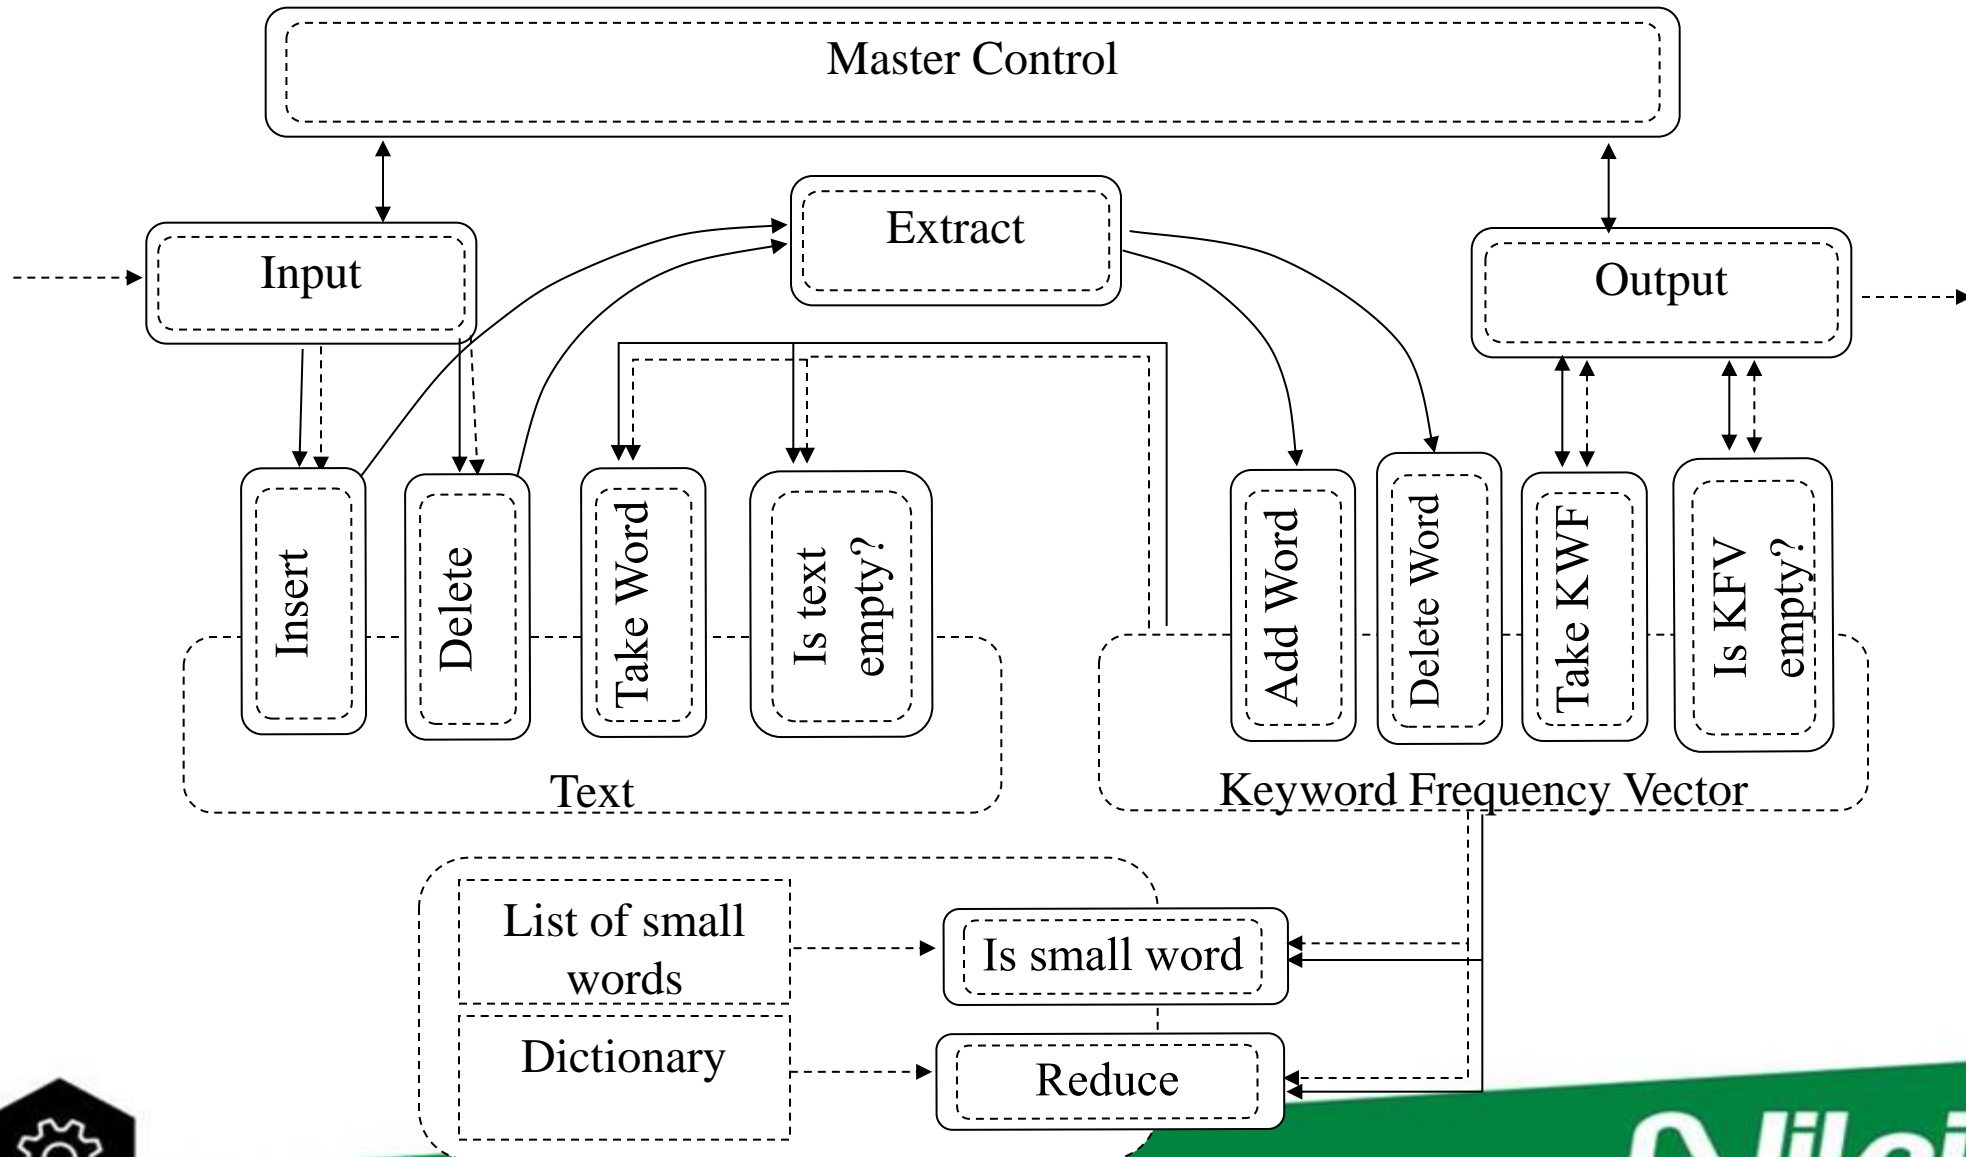 Master Control
Extract
Input
Output
Insert
Delete
Take Word
Is text
empty?
Add Word
Delete Word
Take KWF
Is KFV
empty?
Text
Keyword Frequency Vector
List of small
words
Is small word
Dictionary
Reduce